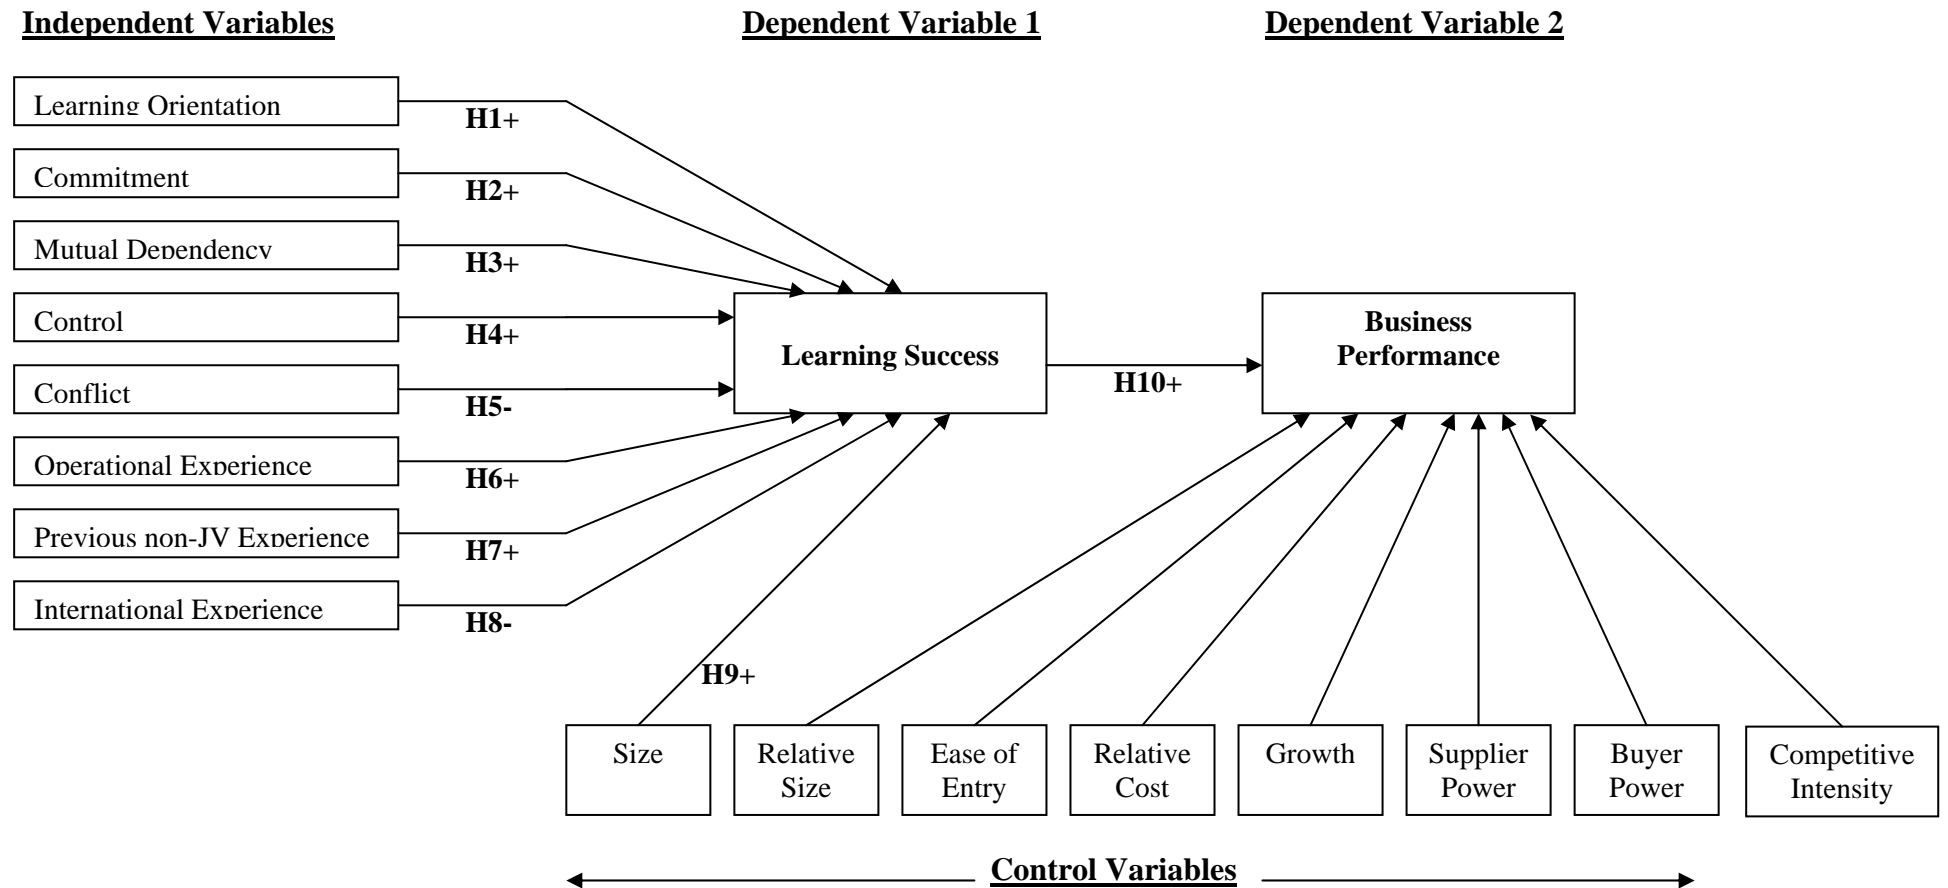 Independent Variables
Dependent Variable 1
Dependent Variable 2
Learning Orientation
H1+
Commitment
H2+
Mutual Dependency
H3+
Control
H4+
Conflict
H5-
Operational Experience
H6+
Previous non-JV Experience
H7+
International Experience
H8-
Learning Success
H10+
Business
Performance
H9+
Size
Relative
Size
Ease of
Entry
Relative
Cost
Growth
Supplier
Power
Buyer
Power
Competitive
Intensity
Control Variables